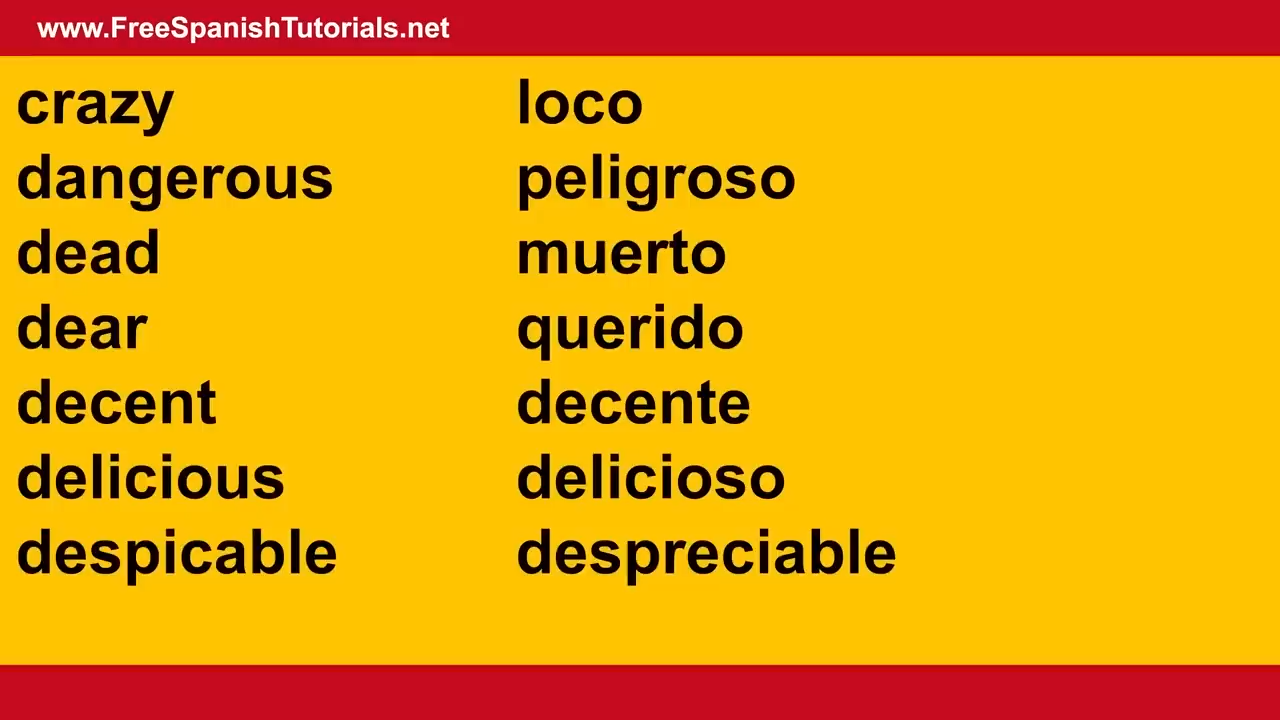 www.FreeSpanishTutorials.net
crazy loco
dangerous peligroso
dead muerto
dear querido
decent decente
delicious delicioso
despicable despreciable